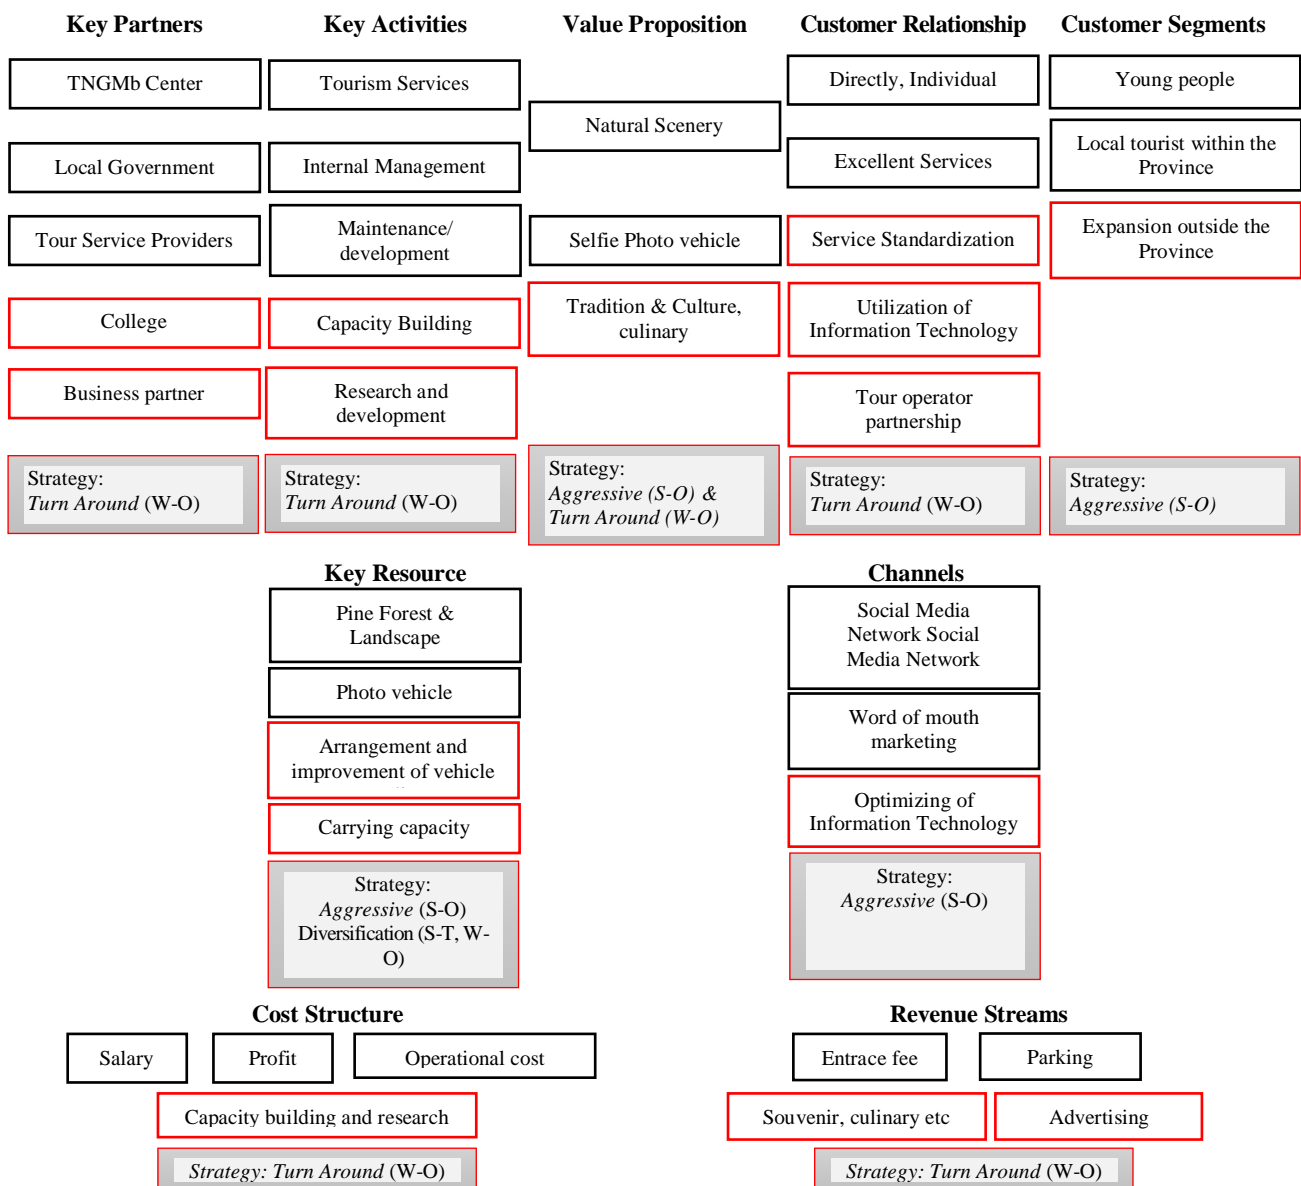 Key Partners
TNGMb Center
Local Government
Tour Service Providers
College
Business partner
Strategy:
Turn Around (W-O)
Key Activities
Tourism Services
Internal Management
Maintenance/
development
Capacity Building
Research and
development
Strategy:
Turn Around (W-O)
Value Proposition
Natural Scenery
Selfie Photo vehicle
Tradition & Culture,
culinary
Strategy:
Aggressive (S-O) &
Turn Around (W-O)
Customer Relationship
Directly, Individual
Excellent Services
Service Standardization
Utilization of
Information Technology
Tour operator
partnership
Strategy:
Turn Around (W-O)
Customer Segments
Young people
Local tourist within the
Province
Expansion outside the
Province
Strategy:
Aggressive (S-O)
Key Resource
Pine Forest &
Landscape
Photo vehicle
Arrangement and
improvement of vehicle
Carrying capacity
Strategy:
Aggressive (S-O)
Diversification (S-T, W-
O)
Channels
Social Media
Network Social
Media Network
Word of mouth
marketing
Optimizing of
Information Technology
Strategy:
Aggressive (S-O)
Cost Structure
Salary
Profit
Operational cost
Capacity building and research
Strategy: Turn Around (W-O)
Revenue Streams
Entrace fee
Parking
Souvenir, culinary etc
Advertising
Strategy: Turn Around (W-O)